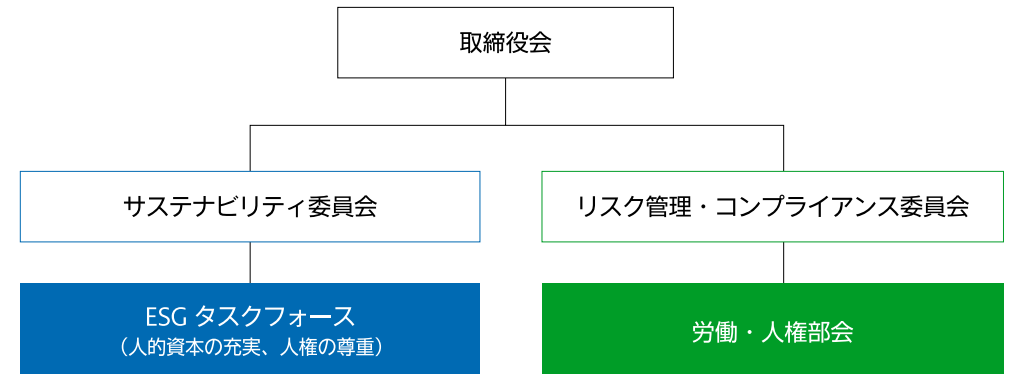 取締役会
サステナビリティ委員会
リスク管理・コンプライアンス委員会
ESG タスクフォース
（人的資本の充実、人権の尊重）
労働・人権部会